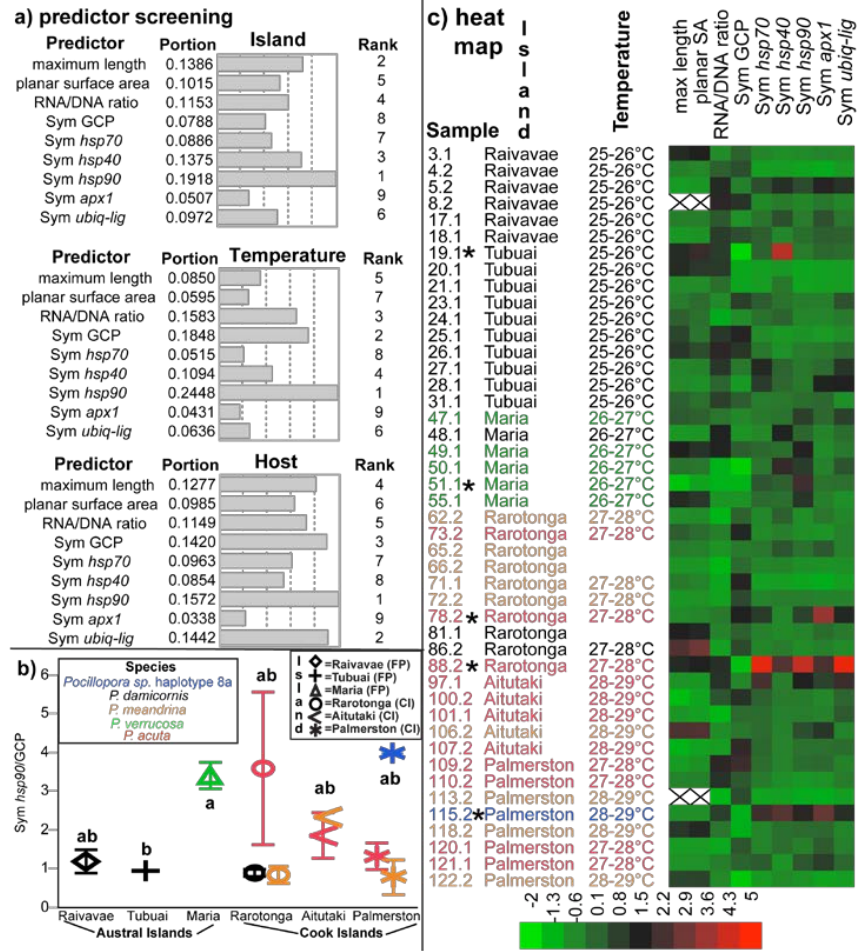 a) predictor screening
Predictor Portion Island Rank
maximum length 0.1386 2
planar surface area 0.1015 5
RNA/DNA ratio 0.1153 4
Sym GCP 0.0788 8
Sym hsp70 0.0886 7
Sym hsp40 0.1375 3
Sym hsp90 0.1918 1
Sym apx1 0.0507 9
Sym ubiq-lig 0.0972 6
Predictor Portion Temperature Rank
maximum length 0.0850 5
planar surface area 0.0595 7
RNA/DNA ratio 0.1583 3
Sym GCP 0.1848 2
Sym hsp70 0.0515 8
Sym hsp40 0.1094 4
Sym hsp90 0.2448 1
Sym apx1 0.0431 9
Sym ubiq-lig 0.0636 6
Predictor Portion Host Rank
maximum length 0.1277 4
planar surface area 0.0985 6
RNA/DNA ratio 0.1149 5
Sym GCP 0.1420 3
Sym hsp70 0.0963 7
Sym hsp40 0.0854 8
Sym hsp90 0.1572 1
Sym apx1 0.0338 9
Sym ubiq-lig 0.1442 2
b)
Species
Pocillopora sp. haplotype 8a
P. damicornis
P. meandrina
P. verrucosa
P. acuta
Island
=Raivavae (FP)
=Tubuai (FP)
=Maria (FP)
=Rarotonga (CI)
=Aitutaki (CI)
=Palmerston (CI)
Sym hsp90/GCP
6
5
4
3
2
1
0
ab
b
a
ab
ab
ab
Raivavae Tubuai Maria Rarotonga Aitutaki Palmerston
Austral Islands Cook Islands
c) heat map
Sample Island Temperature
max length
planar SA
RNA/DNA ratio
Sym GCP
Sym hsp70
Sym hsp40
Sym hsp90
Sym apx1
Sym ubiq-lig
3.1 Raivavae 25-26°C
4.2 Raivavae 25-26°C
5.2 Raivavae 25-26°C
8.2 Raivavae 25-26°C
17.1 Raivavae 25-26°C
18.1 Raivavae 25-26°C
19.1* Tubuai 25-26°C
20.1 Tubuai 25-26°C
21.1 Tubuai 25-26°C
23.1 Tubuai 25-26°C
24.1 Tubuai 25-26°C
25.1 Tubuai 25-26°C
26.1 Tubuai 25-26°C
27.1 Tubuai 25-26°C
28.1 Tubuai 25-26°C
31.1 Tubuai 25-26°C
47.1 Maria 26-27°C
48.1 Maria 26-27°C
49.1 Maria 26-27°C
50.1 Maria 26-27°C
51.1* Maria 26-27°C
55.1 Maria 26-27°C
62.2 Rarotonga 27-28°C
73.2 Rarotonga 27-28°C
65.2 Rarotonga
66.2 Rarotonga
71.1 Rarotonga 27-28°C
72.2 Rarotonga 27-28°C
78.2* Rarotonga 27-28°C
81.1 Rarotonga
86.2 Rarotonga 27-28°C
88.2* Rarotonga 27-28°C
97.1 Aitutaki 28-29°C
100.2 Aitutaki 28-29°C
101.1 Aitutaki 28-29°C
106.2 Aitutaki 28-29°C
107.2 Aitutaki 28-29°C
109.2 Palmerston 27-28°C
110.2 Palmerston 27-28°C
113.2 Palmerston 28-29°C
115.2* Palmerston 28-29°C
118.2 Palmerston 28-29°C
120.1 Palmerston 27-28°C
121.1 Palmerston 27-28°C
122.2 Palmerston 28-29°C
-2 -1.3 -0.6 0.1 0.8 1.5 2.2 2.9 3.6 4.3 5